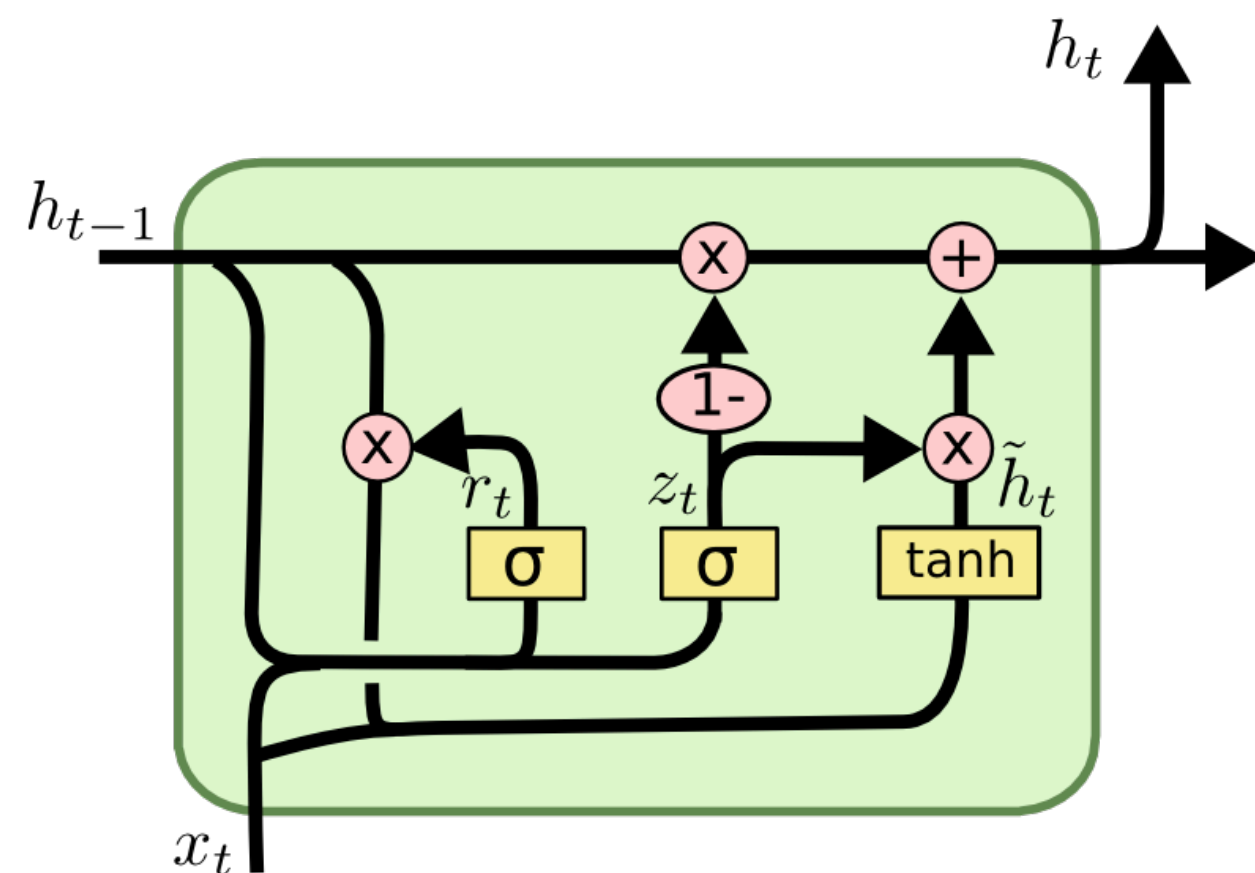 h_t
h_{t-1}
x +
1-
x x
r_t z_t h̃_t
σ σ tanh
x_t